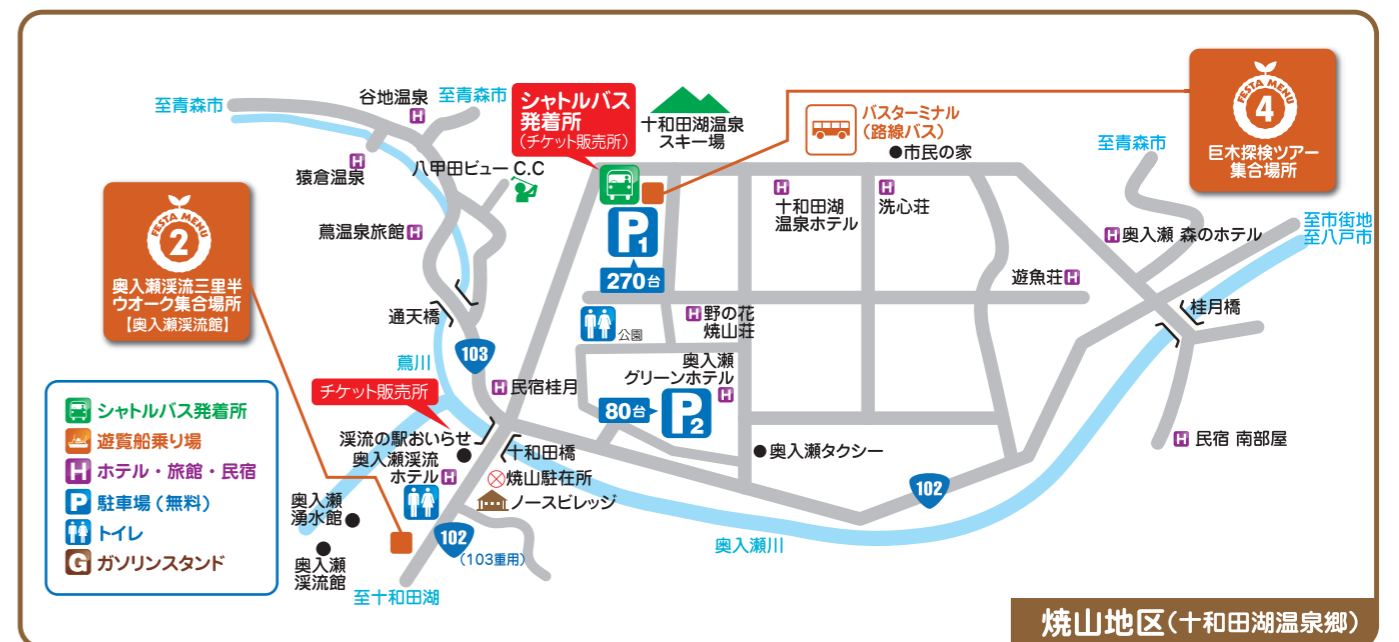 至青森市
谷地温泉
至青森市
シャトルバス
発着所
(チケット販売所)
十和田湖温泉
スキー場
バスターミナル
(路線バス)
●市民の家
FESTA MENU
4
巨木探検ツアー
集合場所
至青森市
猿倉温泉
八甲田ビューC.C
FESTA MENU
2
奥入瀬渓流三里半
ウオーク集合場所
【奥入瀬渓流館】
蔦温泉旅館
P1
270台
十和田湖
温泉ホテル
洗心荘
奥入瀬 森のホテル
至市街地
至八戸市
遊魚荘
桂月橋
通天橋
公園
野の花
焼山荘
103
蔦川
奥入瀬
グリーンホテル
民宿桂月
チケット販売所
80台
P2
渓流の駅おいらせ
奥入瀬渓流
ホテル
十和田橋
焼山駐在所
ノースビレッジ
●奥入瀬タクシー
民宿 南部屋
102
奥入瀬
湧水館
奥入瀬
渓流館
102
(103重用)
奥入瀬川
至十和田湖
シャトルバス発着所
遊覧船乗り場
H ホテル・旅館・民宿
P 駐車場(無料)
トイレ
G ガソリンスタンド
焼山地区(十和田湖温泉郷)